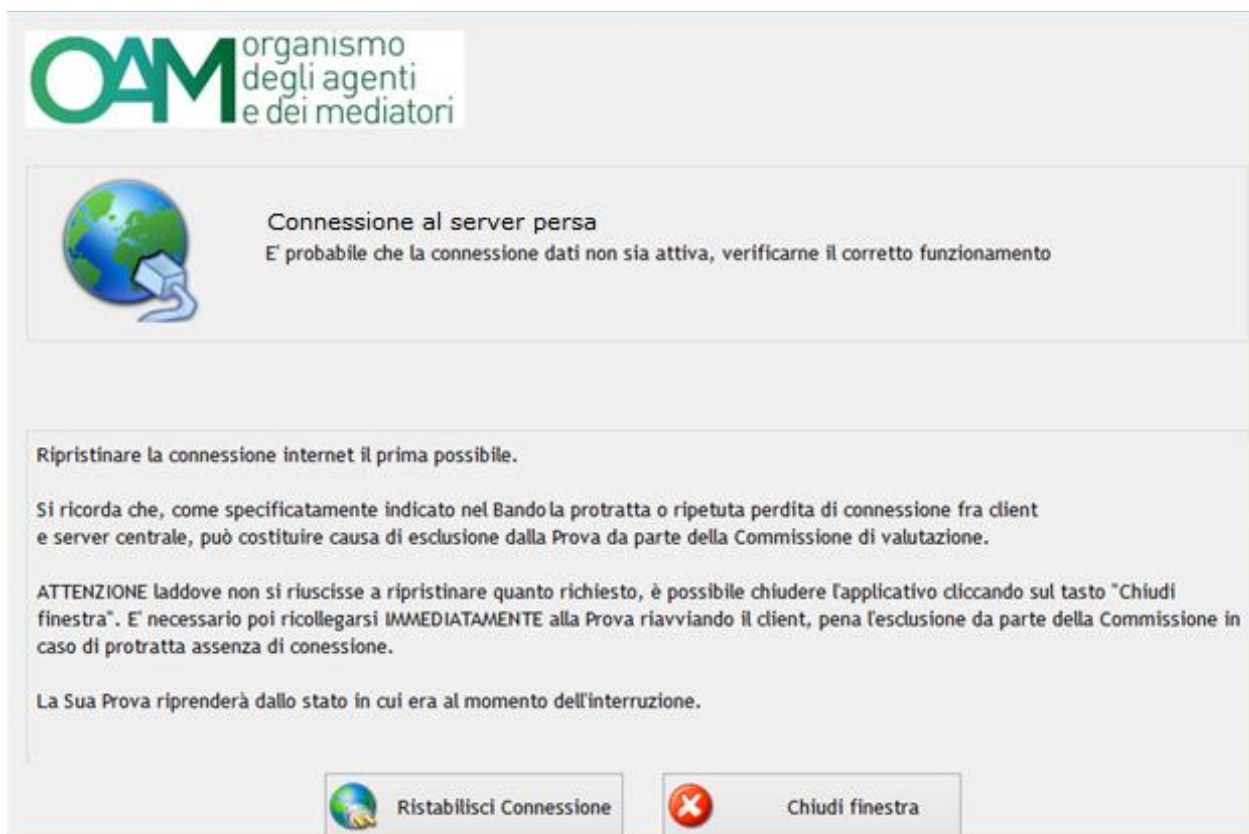 OAM
organismo
degli agenti
e dei mediatori
Connessione al server persa
E' probabile che la connessione dati non sia attiva, verificarne il corretto funzionamento
Ripristinare la connessione internet il prima possibile.
Si ricorda che, come specificatamente indicato nel Bando la protratta o ripetuta perdita di connessione fra client
e server centrale, può costituire causa di esclusione dalla Prova da parte della Commissione di valutazione.
ATTENZIONE laddove non si riuscisse a ripristinare quanto richiesto, è possibile chiudere l'applicativo cliccando sul tasto "Chiudi
finestra". E' necessario poi ricollegarsi IMMEDIATAMENTE alla Prova riavviando il client, pena l'esclusione da parte della Commissione in
caso di protratta assenza di conessione.
La Sua Prova riprenderà dallo stato in cui era al momento dell'interruzione.
Ristabilisci Connessione
Chiudi finestra